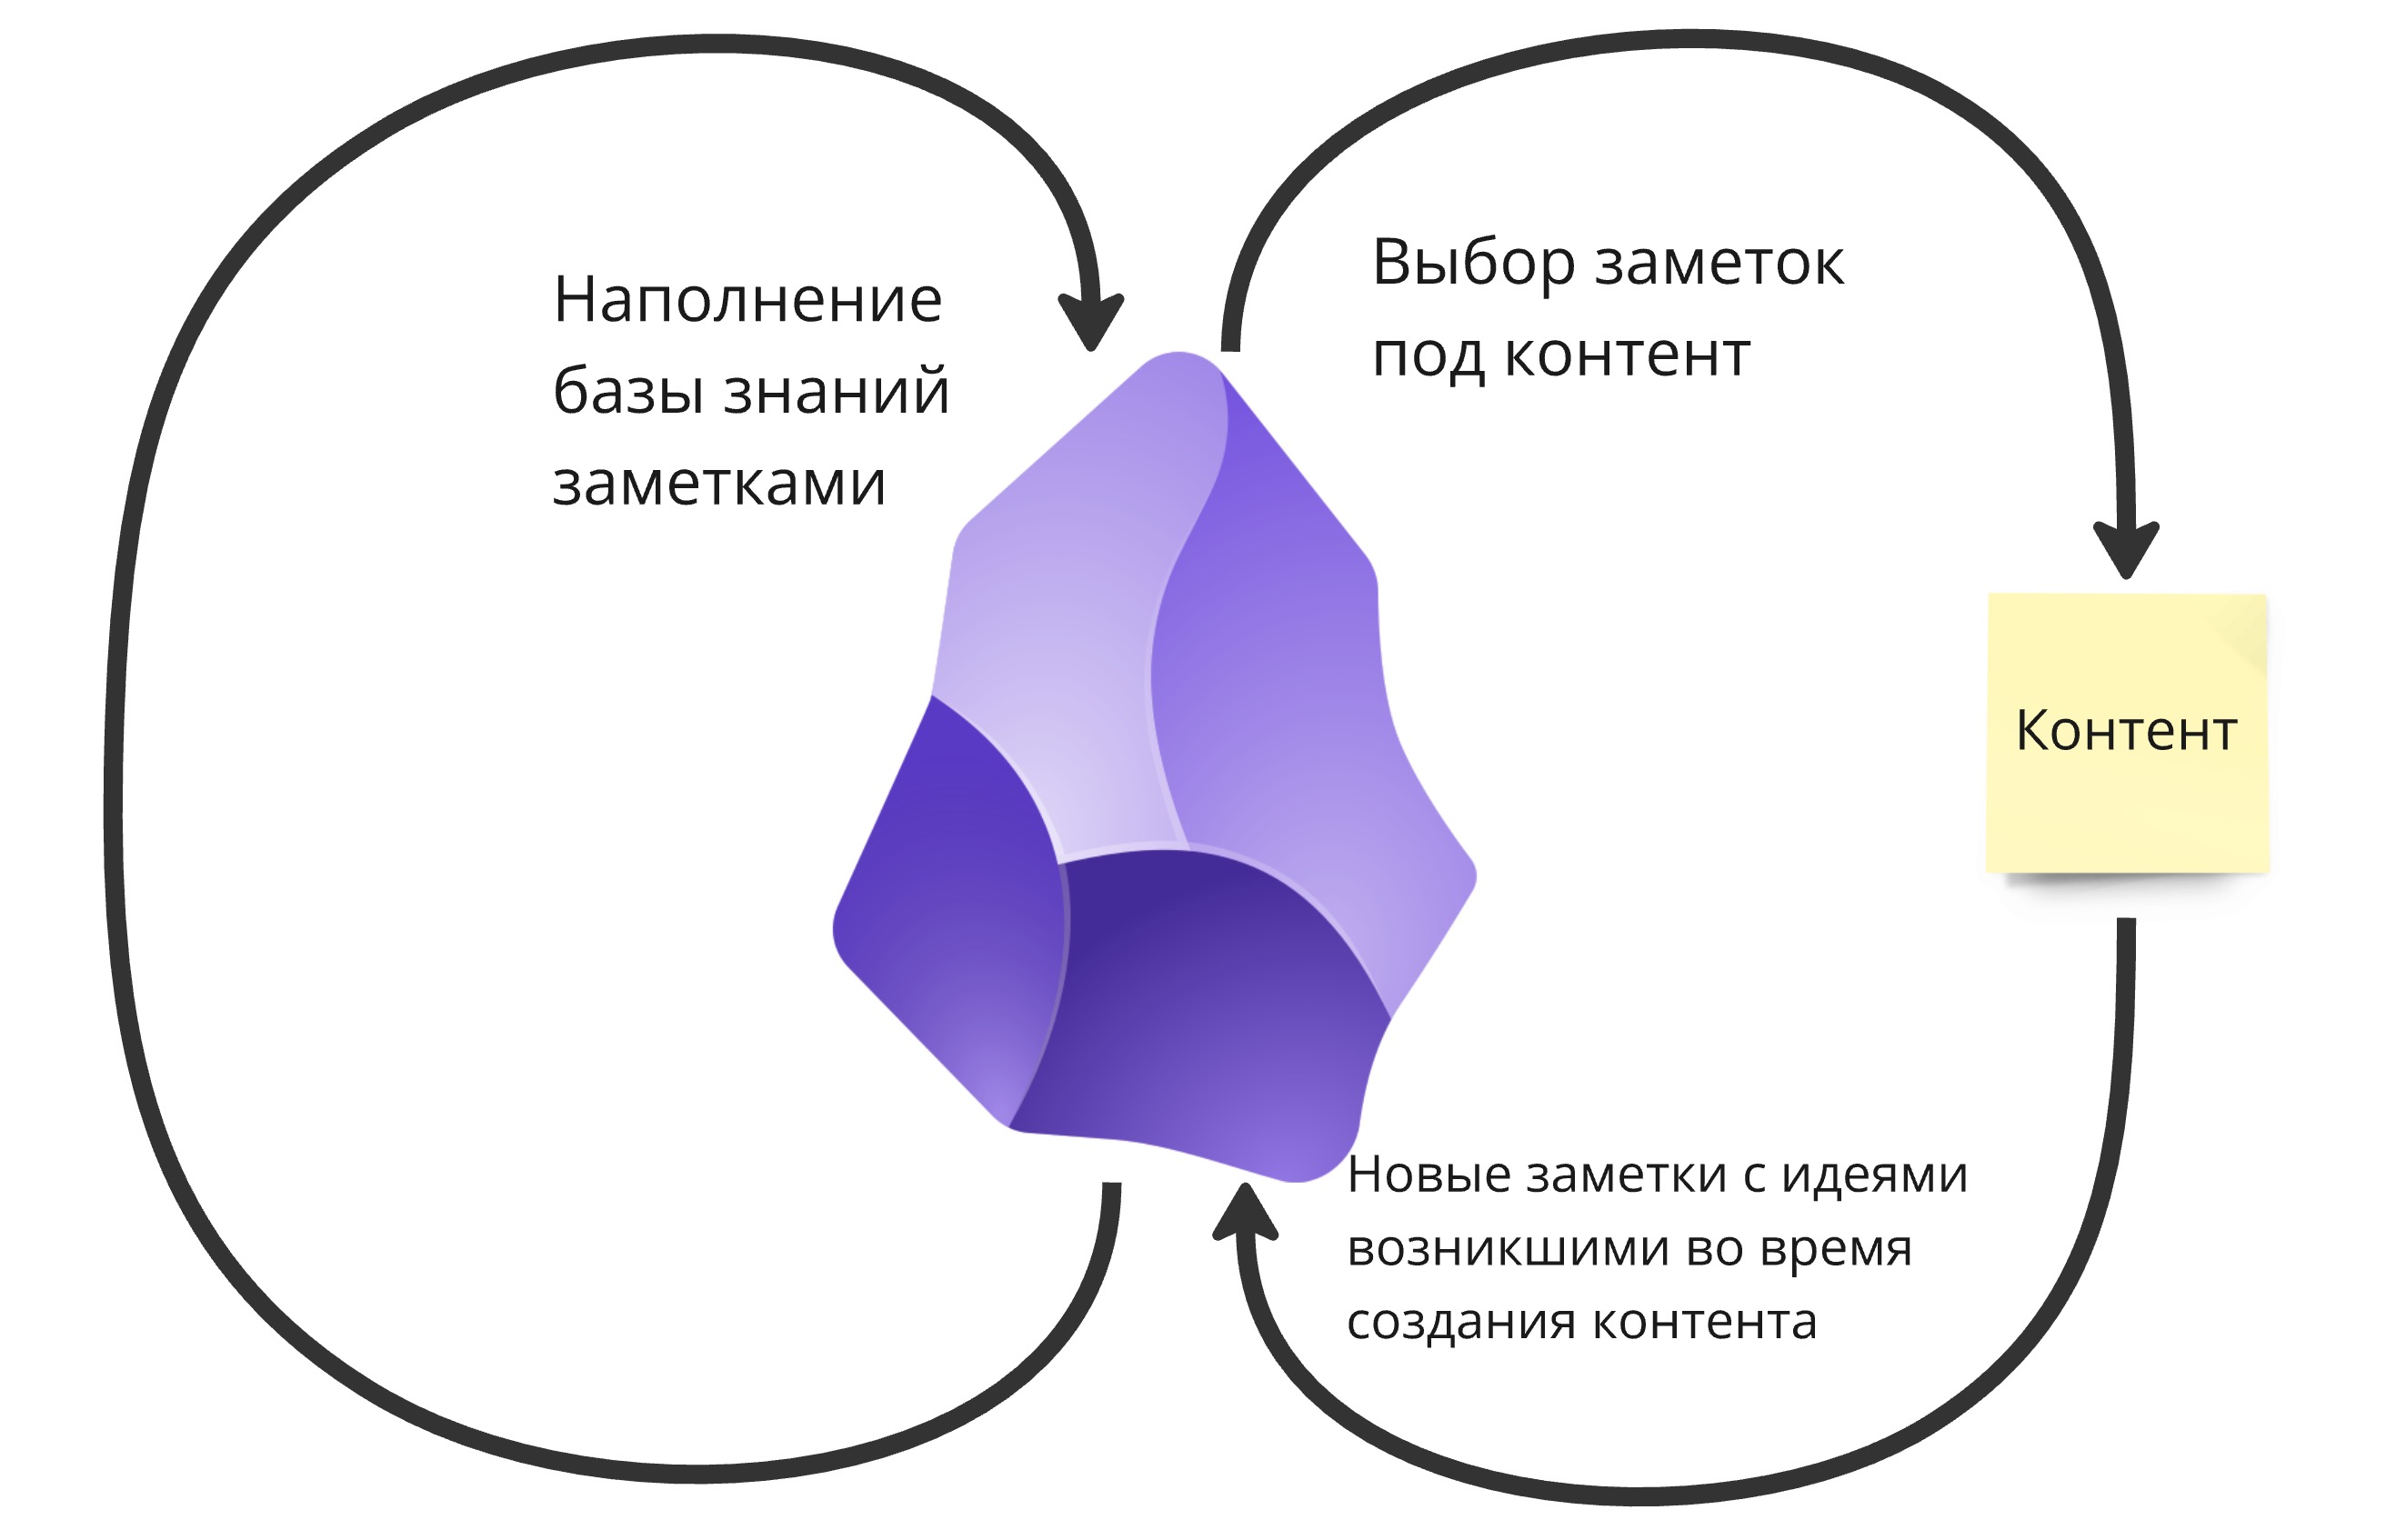 Наполнение
базы знаний
заметками
Выбор заметок
под контент
Контент
Новые заметки с идеями
возникшими во время
создания контента